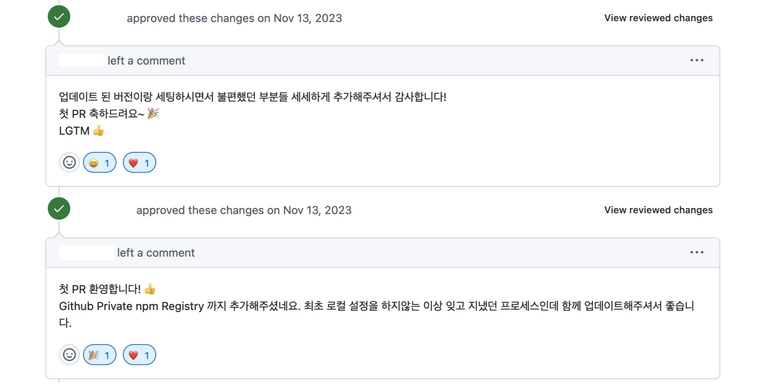 approved these changes on Nov 13, 2023
View reviewed changes
left a comment
업데이트 된 버전이랑 세팅하시면서 불편했던 부분들 세세하게 추가해주셔서 감사합니다!
첫 PR 축하드려요~ 🎉
LGTM 👍
😄 1 ❤️ 1
approved these changes on Nov 13, 2023
View reviewed changes
left a comment
첫 PR 환영합니다! 👍
Github Private npm Registry 까지 추가해주셨네요. 최초 로컬 설정을 하지않는 이상 잊고 지냈던 프로세스인데 함께 업데이트해주셔서 좋습니
다.
🎉 1 ❤️ 1